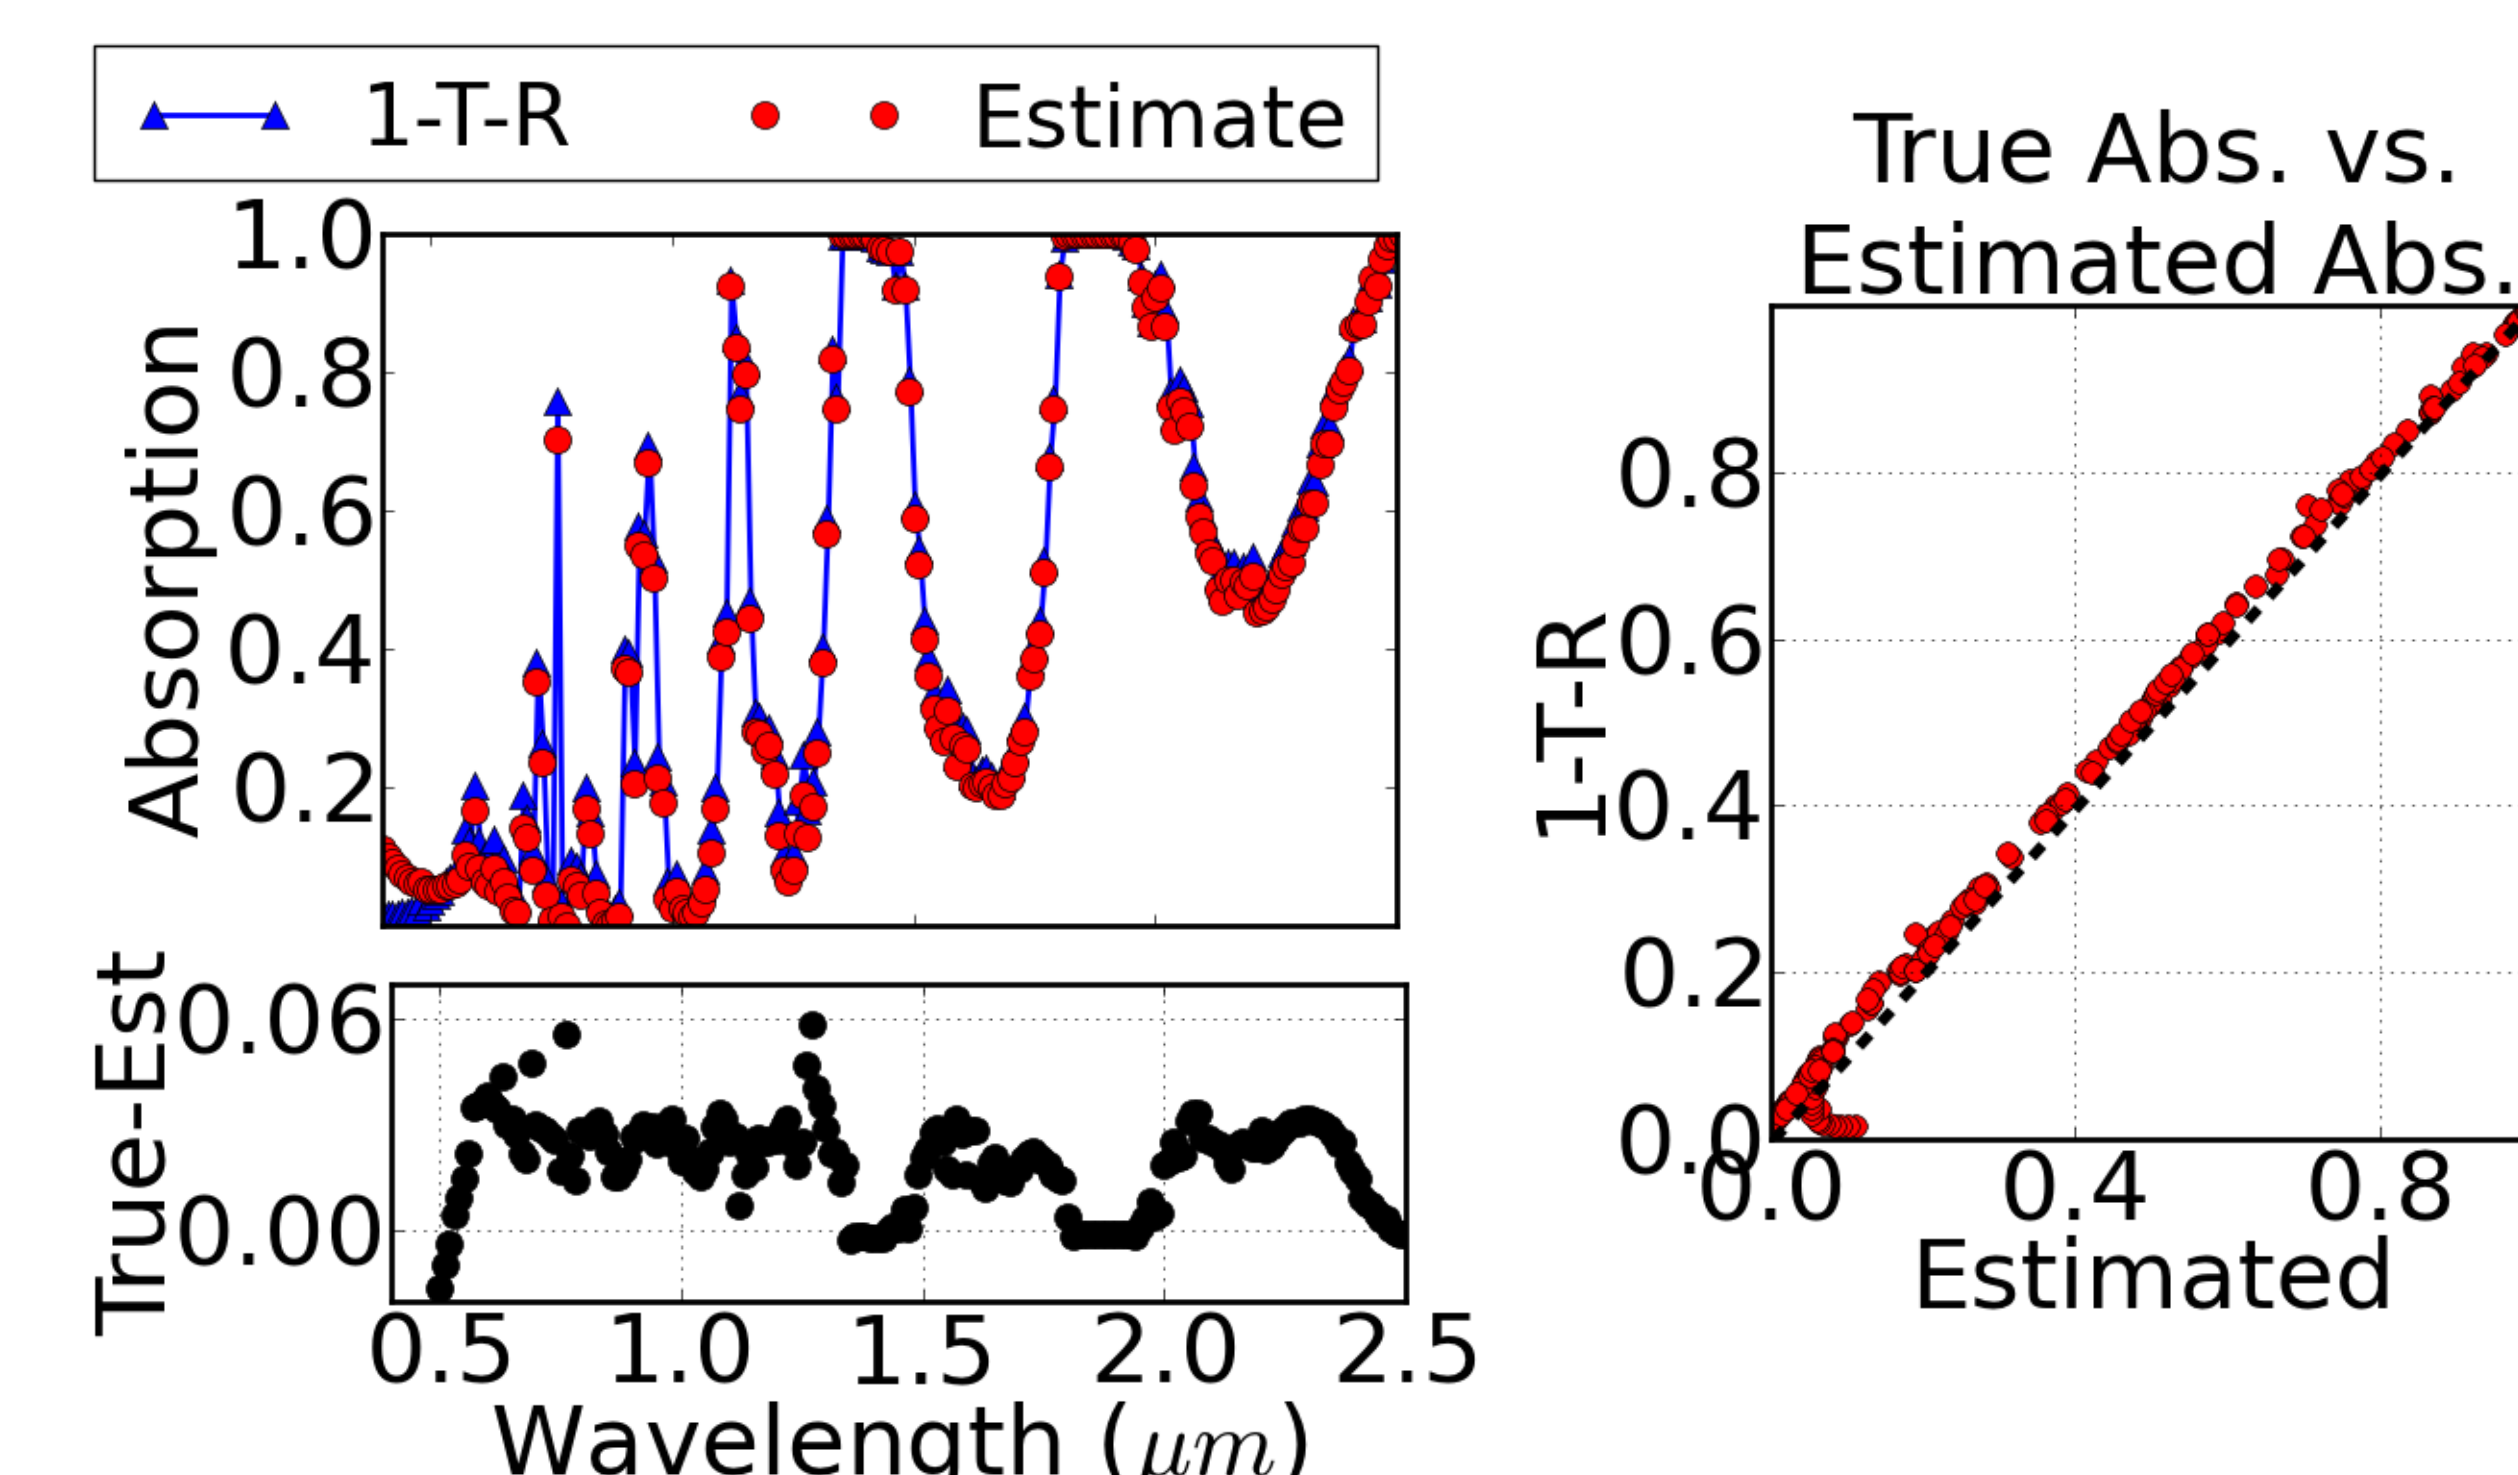 1-T-R Estimate
1.0
0.8
0.6
0.4
0.2
Absorption
0.06
0.00
True-Est
0.5 1.0 1.5 2.0 2.5
Wavelength (μm)
True Abs. vs.
Estimated Abs.
0.8
0.6
0.4
0.2
0.0
1-T-R
0.0 0.4 0.8
Estimated